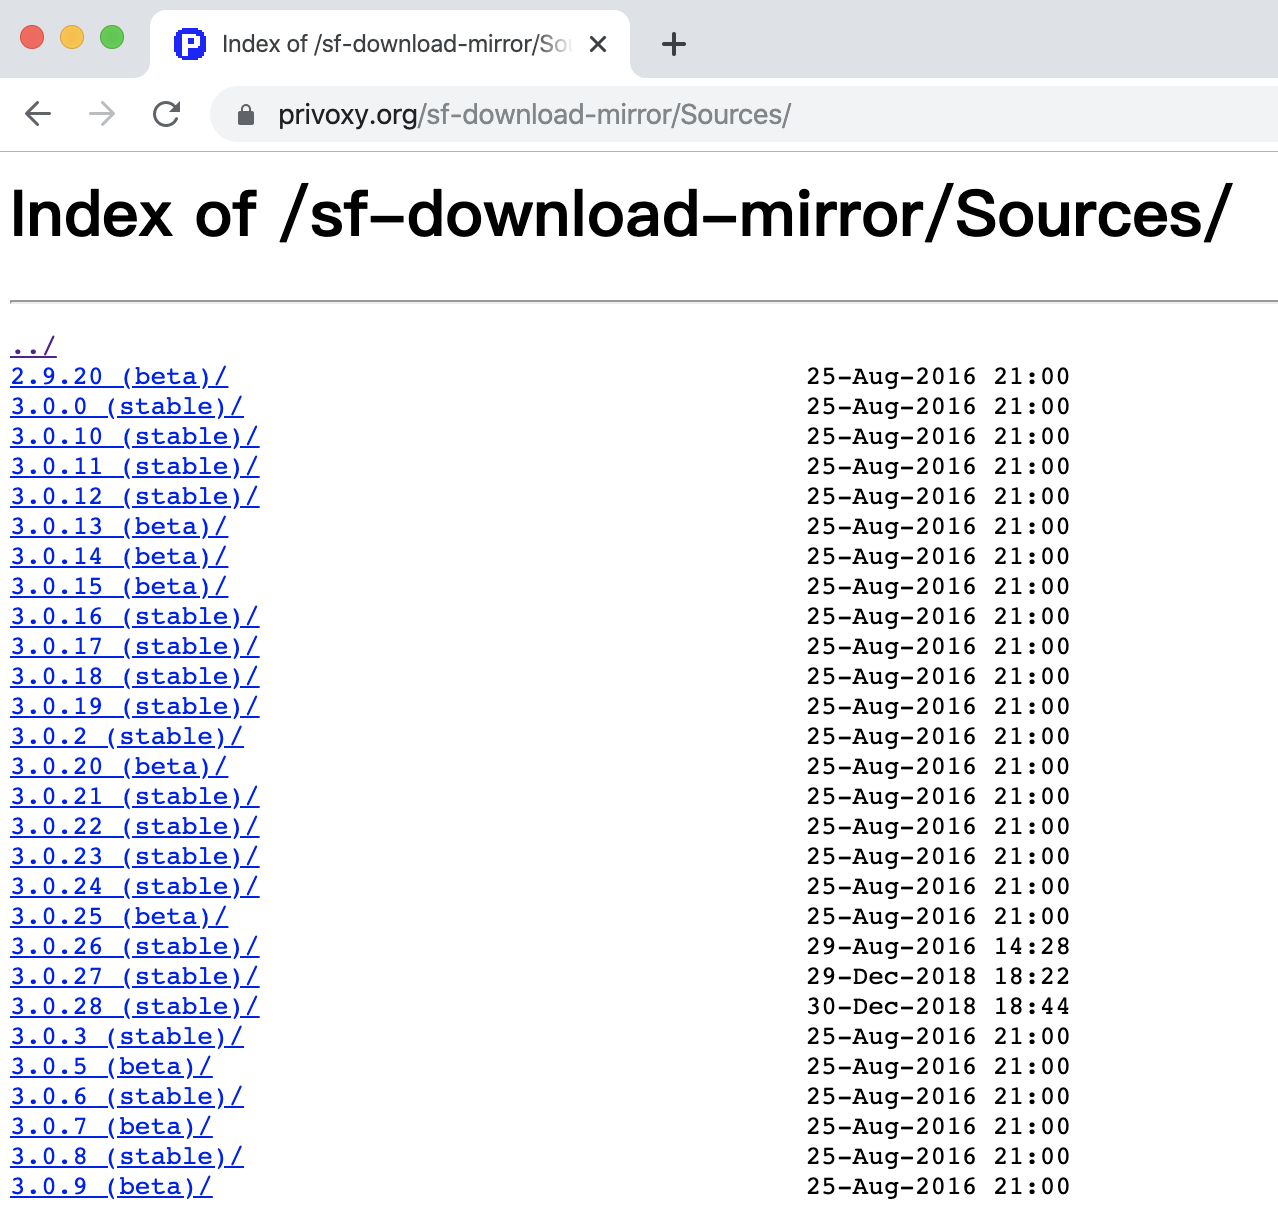 Index of /sf-download-mirror/Sou
privoxy.org/sf-download-mirror/Sources/
Index of /sf-download-mirror/Sources/
../
2.9.20 (beta)/ 25-Aug-2016 21:00
3.0.0 (stable)/ 25-Aug-2016 21:00
3.0.10 (stable)/ 25-Aug-2016 21:00
3.0.11 (stable)/ 25-Aug-2016 21:00
3.0.12 (stable)/ 25-Aug-2016 21:00
3.0.13 (beta)/ 25-Aug-2016 21:00
3.0.14 (beta)/ 25-Aug-2016 21:00
3.0.15 (beta)/ 25-Aug-2016 21:00
3.0.16 (stable)/ 25-Aug-2016 21:00
3.0.17 (stable)/ 25-Aug-2016 21:00
3.0.18 (stable)/ 25-Aug-2016 21:00
3.0.19 (stable)/ 25-Aug-2016 21:00
3.0.2 (stable)/ 25-Aug-2016 21:00
3.0.20 (beta)/ 25-Aug-2016 21:00
3.0.21 (stable)/ 25-Aug-2016 21:00
3.0.22 (stable)/ 25-Aug-2016 21:00
3.0.23 (stable)/ 25-Aug-2016 21:00
3.0.24 (stable)/ 25-Aug-2016 21:00
3.0.25 (beta)/ 25-Aug-2016 21:00
3.0.26 (stable)/ 29-Aug-2016 14:28
3.0.27 (stable)/ 29-Dec-2018 18:22
3.0.28 (stable)/ 30-Dec-2018 18:44
3.0.3 (stable)/ 25-Aug-2016 21:00
3.0.5 (beta)/ 25-Aug-2016 21:00
3.0.6 (stable)/ 25-Aug-2016 21:00
3.0.7 (beta)/ 25-Aug-2016 21:00
3.0.8 (stable)/ 25-Aug-2016 21:00
3.0.9 (beta)/ 25-Aug-2016 21:00